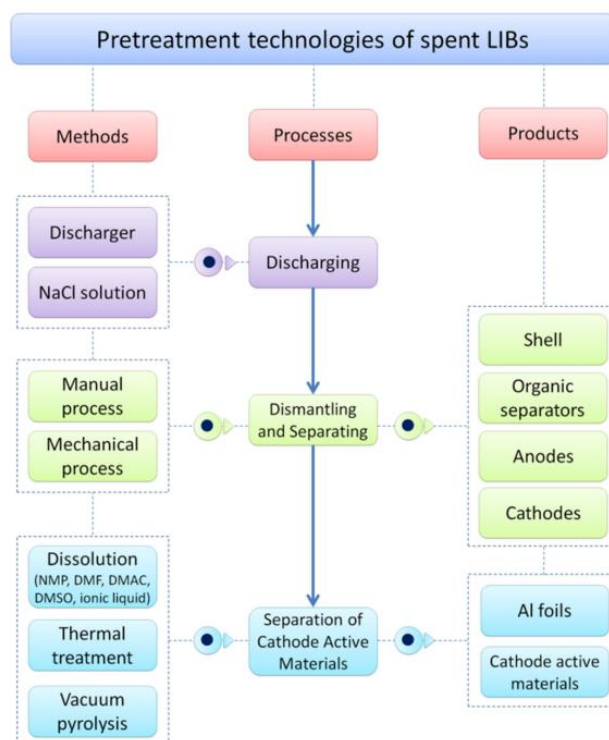 Pretreatment technologies of spent LIBs
Methods
Processes
Products
Discharger
NaCl solution
Discharging
Manual
process
Mechanical
process
Dismantling
and Separating
Shell
Organic
separators
Anodes
Cathodes
Dissolution
(NMP, DMF, DMAC,
DMSO, ionic liquid)
Thermal
treatment
Vacuum
pyrolysis
Separation of
Cathode Active
Materials
Al foils
Cathode active
materials